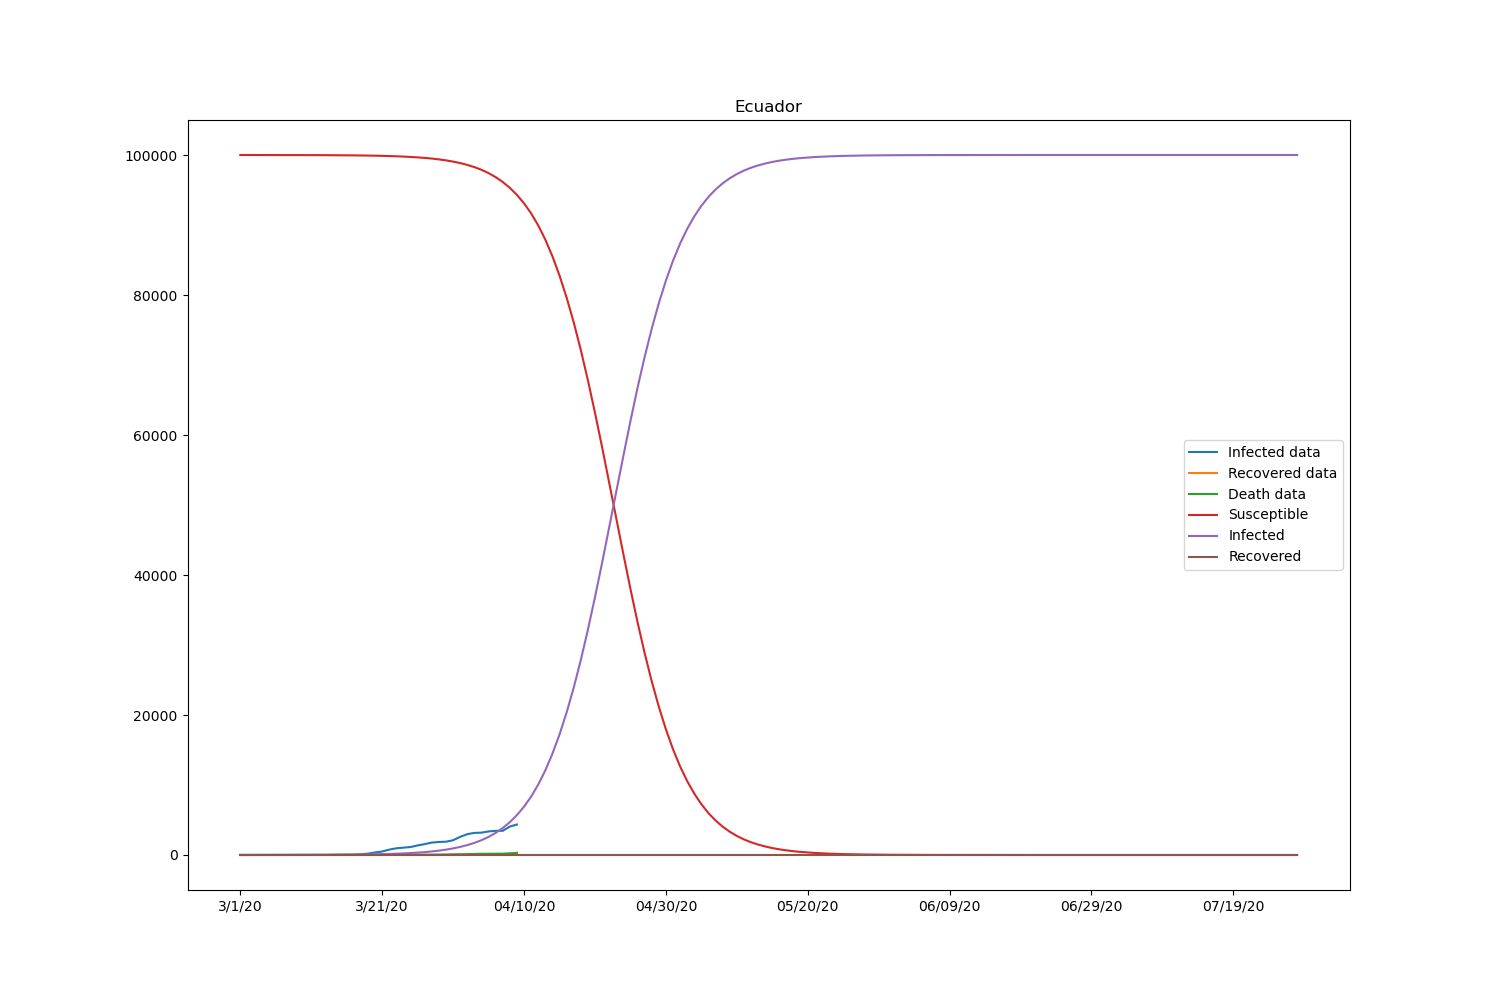 Ecuador
100000
80000
60000
40000
20000
0
Infected data
Recovered data
Death data
Susceptible
Infected
Recovered
3/1/20 3/21/20 04/10/20 04/30/20 05/20/20 06/09/20 06/29/20 07/19/20